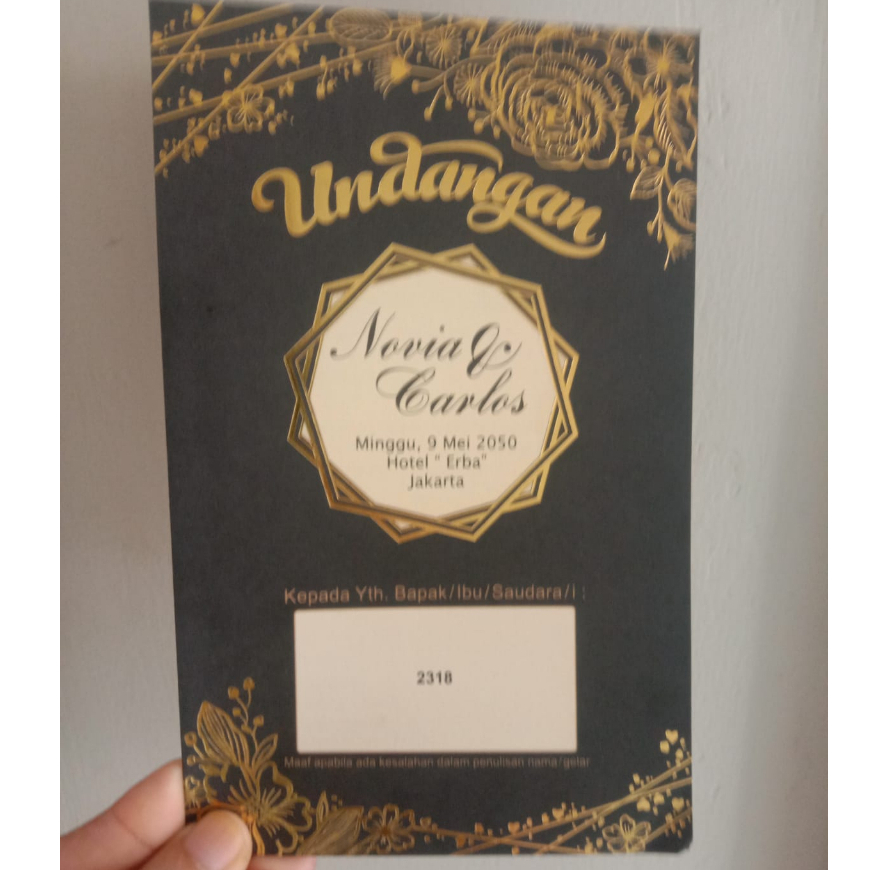 Undangan
Novia &
Carlos
Minggu, 9 Mei 2050
Hotel " Erba"
Jakarta
Kepada Yth. Bapak/Ibu/Saudara/i :
2318
Maaf apabila ada kesalahan dalam penulisan nama/gelar